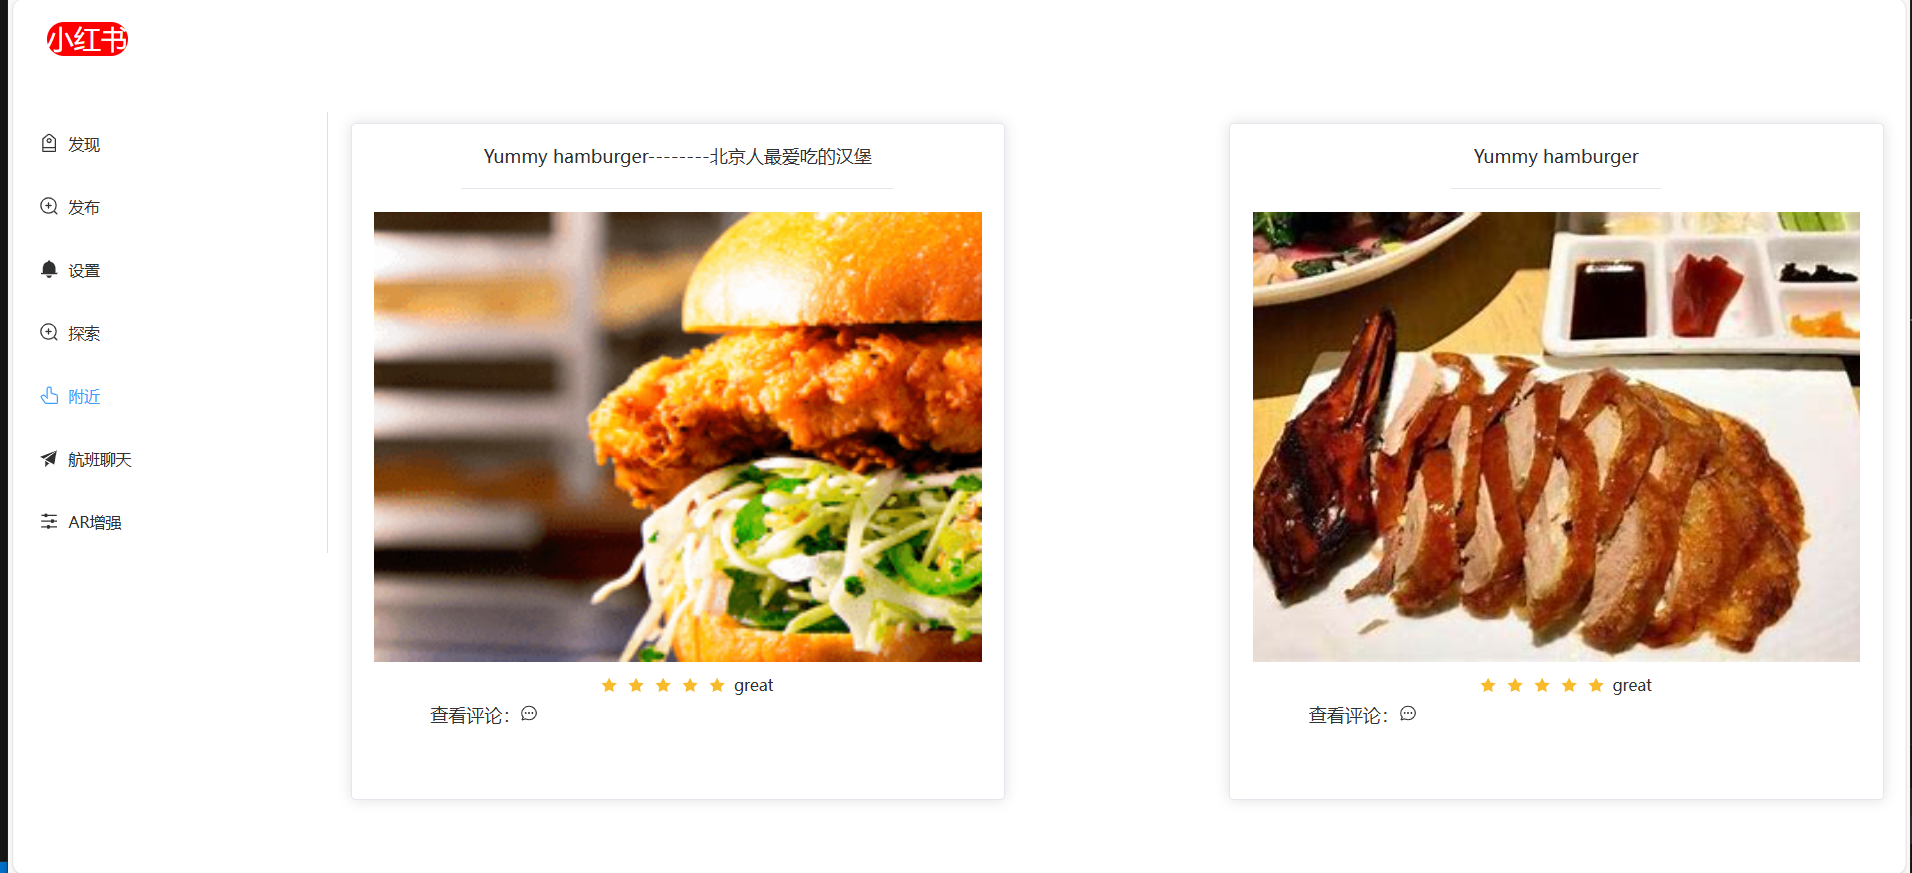 小红书
发现
发布
设置
探索
附近
航班聊天
AR增强
Yummy hamburger--------北京人最爱吃的汉堡
great
查看评论：
Yummy hamburger
great
查看评论：